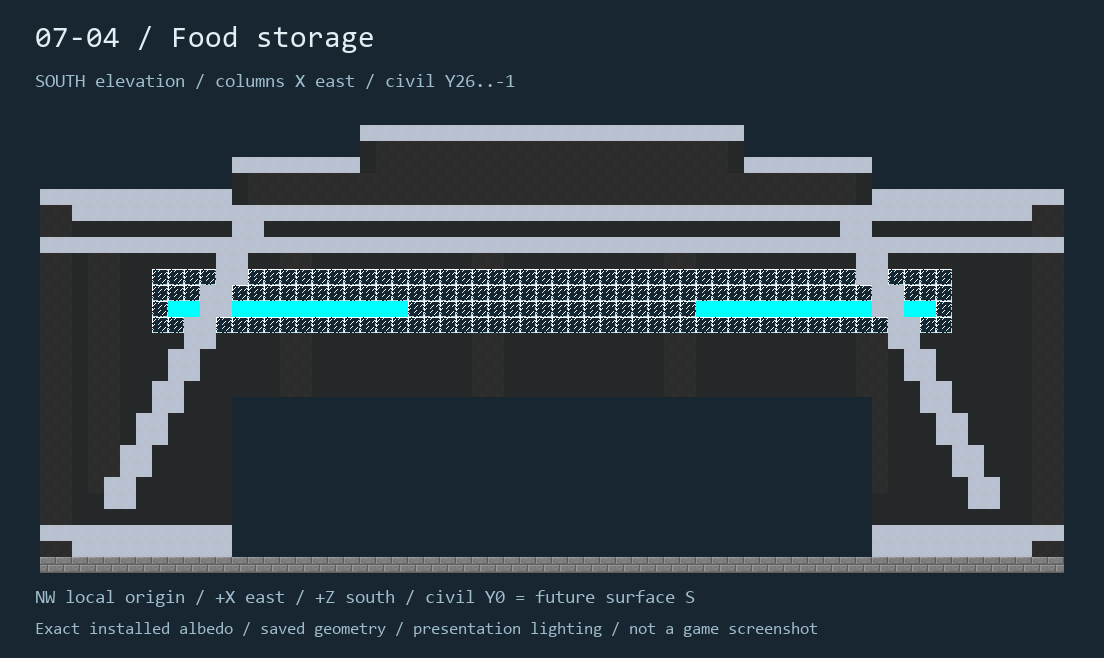 07-04 / Food storage
SOUTH elevation / columns X east / civil Y26..-1
NW local origin / +X east / +Z south / civil Y0 = future surface S
Exact installed albedo / saved geometry / presentation lighting / not a game screenshot